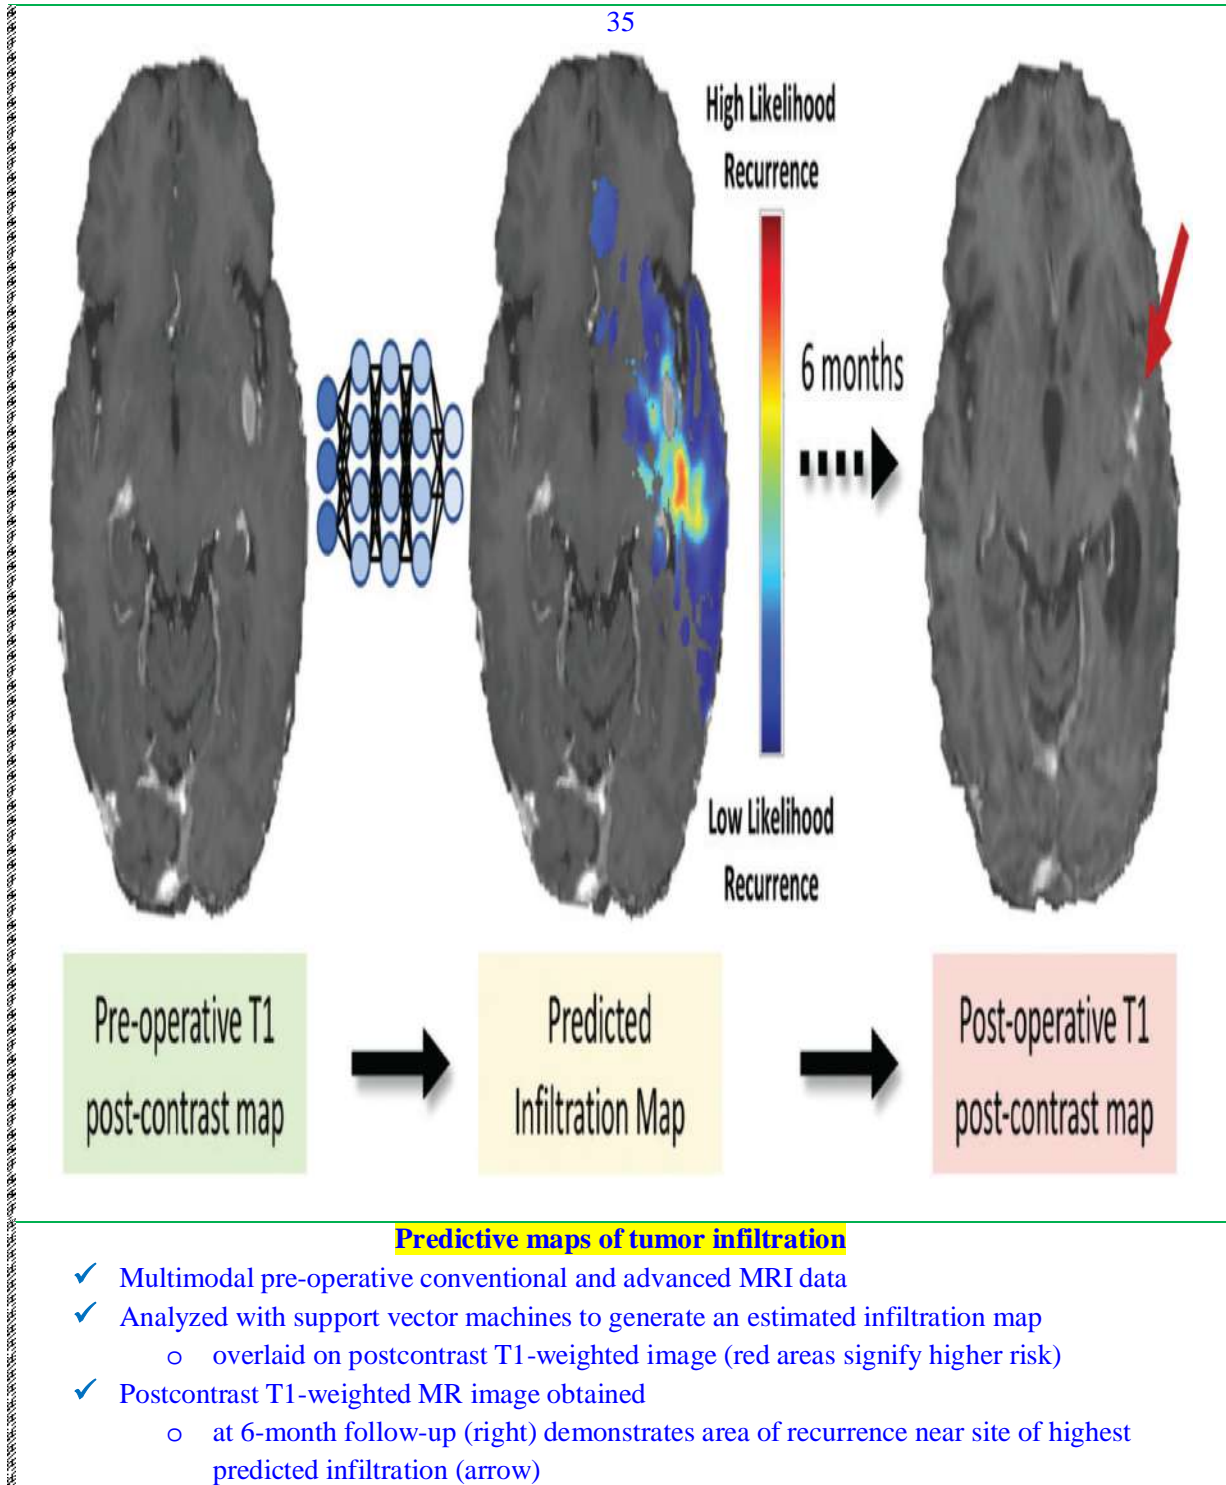 35
High Likelihood
Recurrence
6 months
Low Likelihood
Recurrence
Pre-operative T1
post-contrast map
Predicted
Infiltration Map
Post-operative T1
post-contrast map
Predictive maps of tumor infiltration
✓ Multimodal pre-operative conventional and advanced MRI data
✓ Analyzed with support vector machines to generate an estimated infiltration map
o overlaid on postcontrast T1-weighted image (red areas signify higher risk)
✓ Postcontrast T1-weighted MR image obtained
o at 6-month follow-up (right) demonstrates area of recurrence near site of highest
predicted infiltration (arrow)